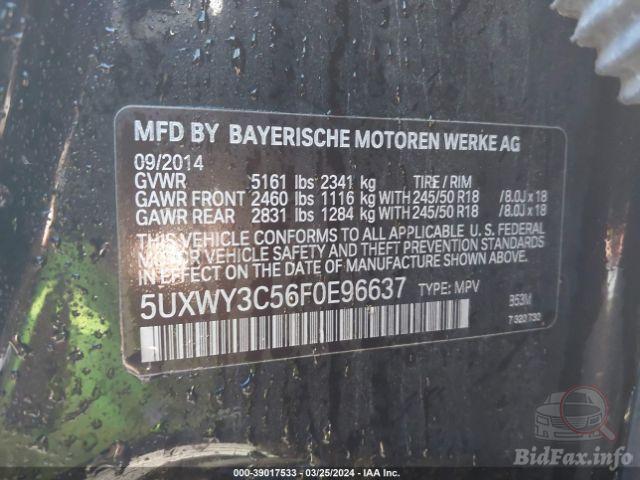 MFD BY BAYERISCHE MOTOREN WERKE AG
09/2014
GVWR 5161 lbs 2341 kg TIRE / RIM
GAWR FRONT 2460 lbs 1116 kg WITH 245/50 R18 / 8.0J x 18
GAWR REAR 2831 lbs 1284 kg WITH 245/50 R18 / 8.0J x 18
THIS VEHICLE CONFORMS TO ALL APPLICABLE U. S. FEDERAL
MOTOR VEHICLE SAFETY AND THEFT PREVENTION STANDARDS
IN EFFECT ON THE DATE OF MANUFACTURE SHOWN ABOVE.
5UXWY3C56F0E96637 TYPE: MPV
B53M
7 320 730
000-39017533 - 03/25/2024 - IAA Inc.
BidFax.info